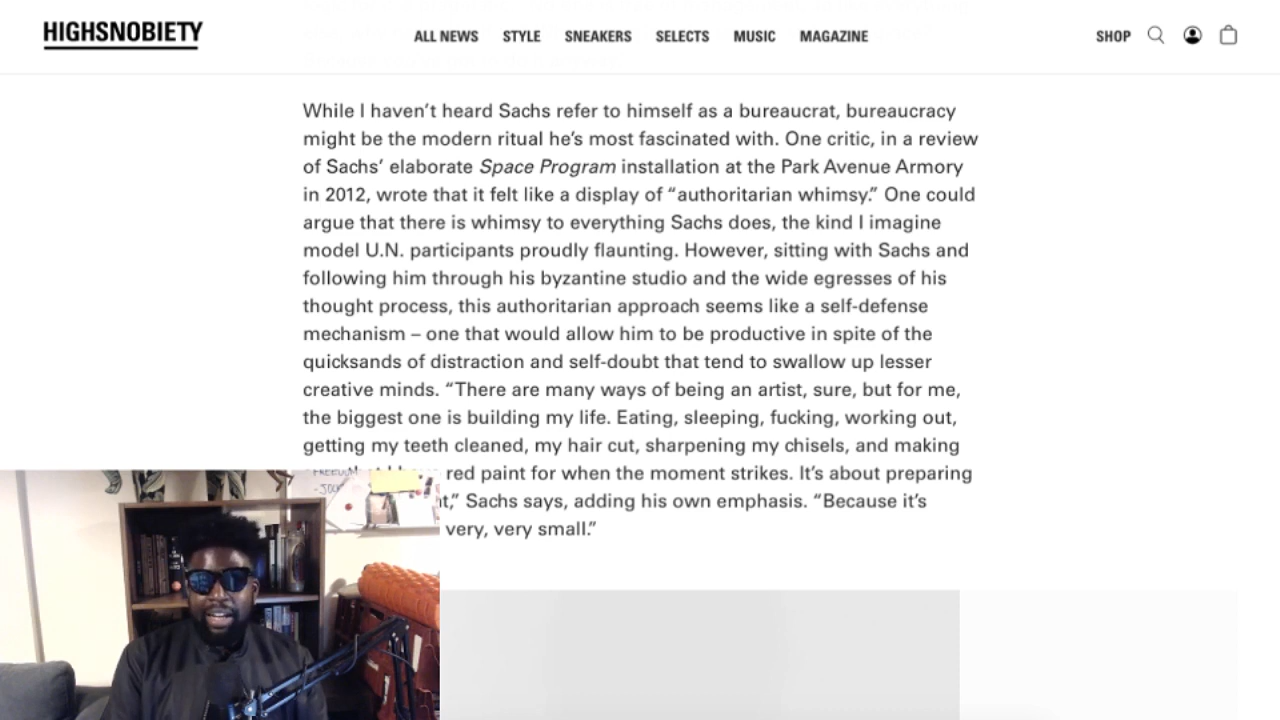 HIGHSNOBIETY
ALL NEWS STYLE SNEAKERS SELECTS MUSIC MAGAZINE
SHOP
While I haven’t heard Sachs refer to himself as a bureaucrat, bureaucracy
might be the modern ritual he’s most fascinated with. One critic, in a review
of Sachs’ elaborate Space Program installation at the Park Avenue Armory
in 2012, wrote that it felt like a display of “authoritarian whimsy.” One could
argue that there is whimsy to everything Sachs does, the kind I imagine
model U.N. participants proudly flaunting. However, sitting with Sachs and
following him through his byzantine studio and the wide egresses of his
thought process, this authoritarian approach seems like a self-defense
mechanism – one that would allow him to be productive in spite of the
quicksands of distraction and self-doubt that tend to swallow up lesser
creative minds. “There are many ways of being an artist, sure, but for me,
the biggest one is building my life. Eating, sleeping, fucking, working out,
getting my teeth cleaned, my hair cut, sharpening my chisels, and making
red paint for when the moment strikes. It’s about preparing
t,” Sachs says, adding his own emphasis. “Because it’s
very, very small.”